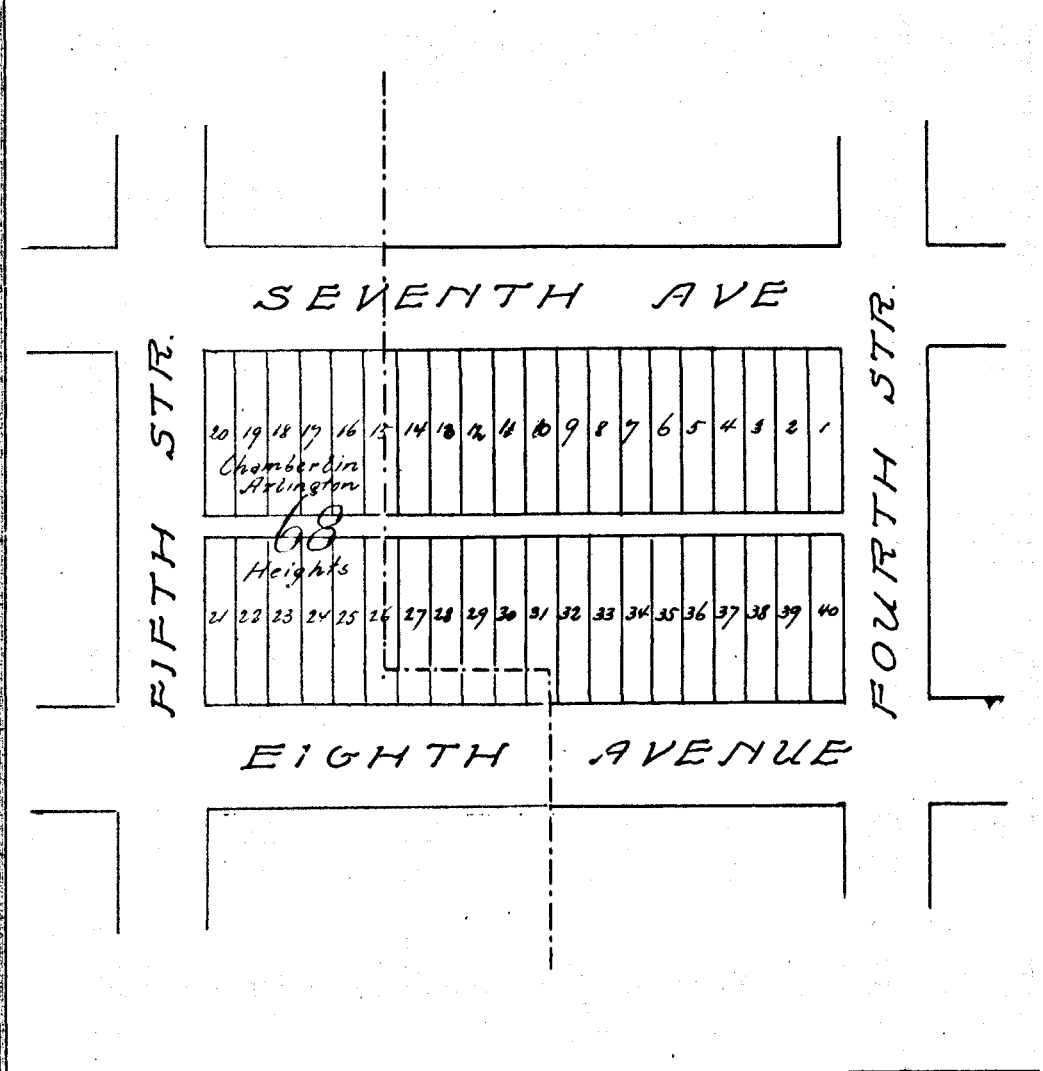 SEVENTH AVE
FIFTH STR.
FOURTH STR.
20 19 18 17 16 15 14 13 12 11 10 9 8 7 6 5 4 3 2 1
Chamberlin
Arlington
68
Heights
21 22 23 24 25 26 27 28 29 30 31 32 33 34 35 36 37 38 39 40
EIGHTH AVENUE